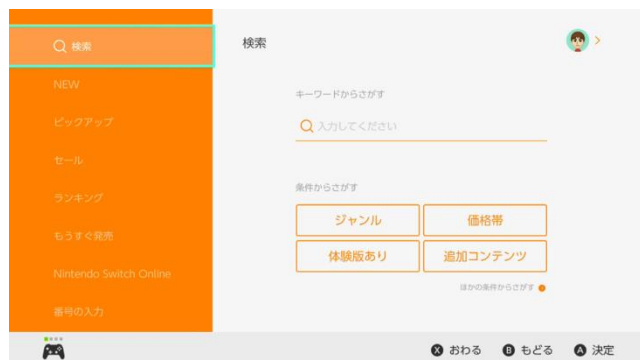 検索
NEW
ピックアップ
セール
ランキング
もうすぐ発売
Nintendo Switch Online
番号の入力
検索
キーワードからさがす
入力してください
条件からさがす
ジャンル
価格帯
体験版あり
追加コンテンツ
ほかの条件からさがす
X おわる
B もどる
A 決定